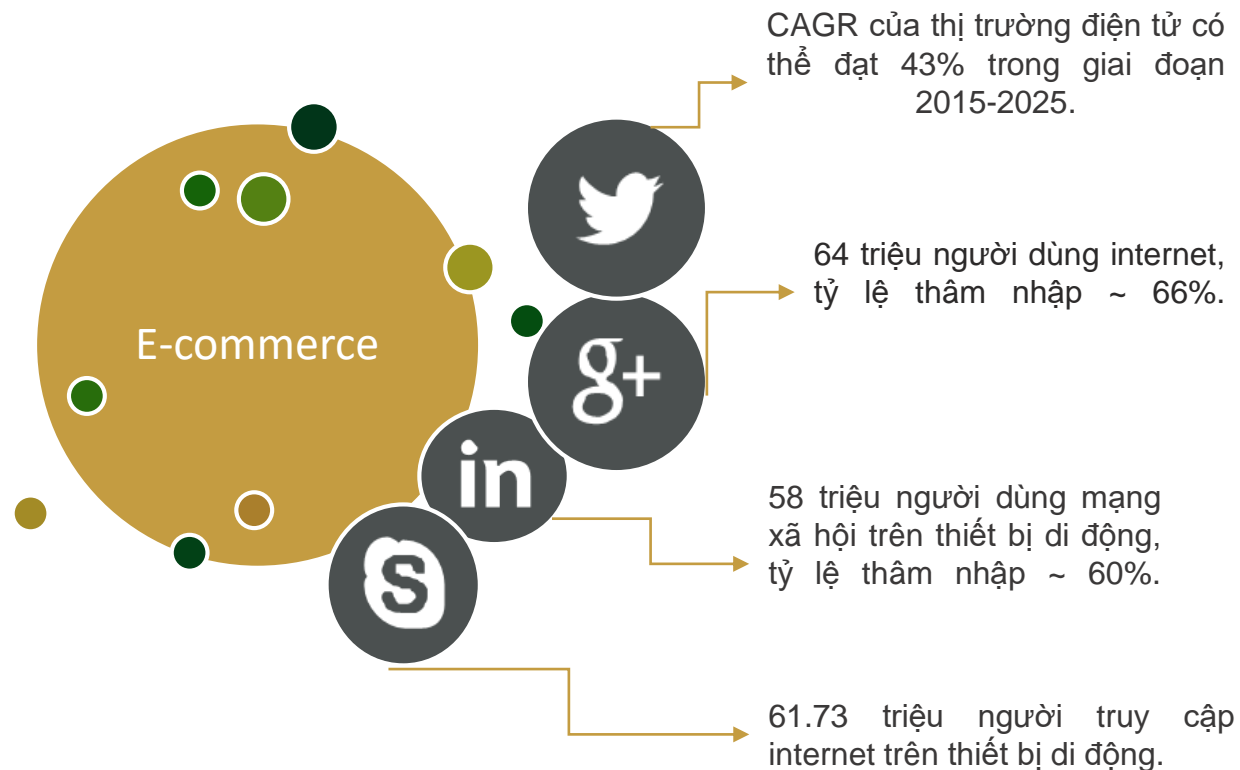 CAGR của thị trường điện tử có
thể đạt 43% trong giai đoạn
2015-2025.
64 triệu người dùng internet,
tỷ lệ thâm nhập ~ 66%.
E-commerce
g+
in
58 triệu người dùng mạng
xã hội trên thiết bị di động,
tỷ lệ thâm nhập ~ 60%.
S
61.73 triệu người truy cập
internet trên thiết bị di động.